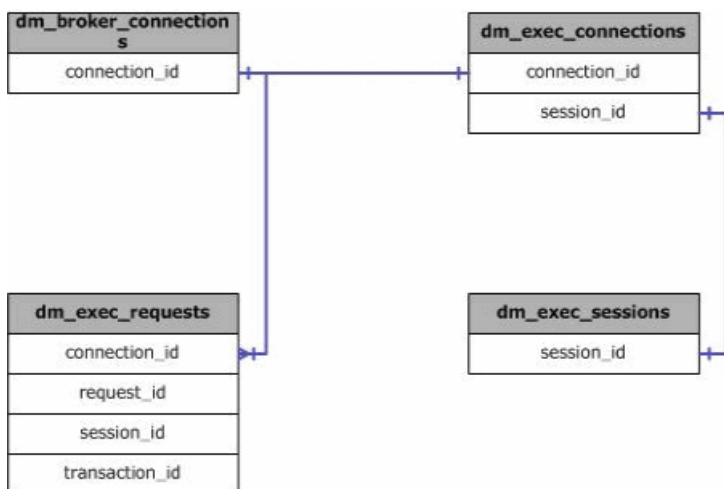 dm_broker_connection
s
connection_id
dm_exec_connections
connection_id
session_id
dm_exec_requests
connection_id
request_id
session_id
transaction_id
dm_exec_sessions
session_id